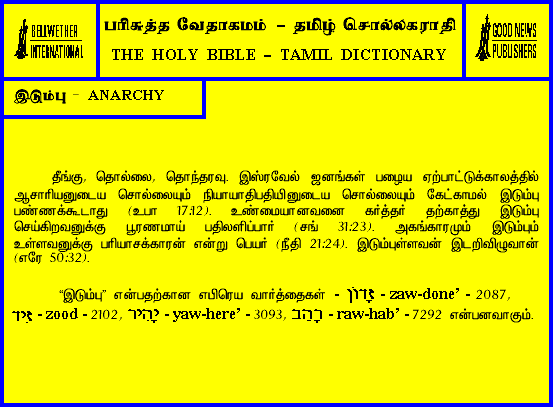 BELLWETHER
INTERNATIONAL
பரிசுத்த வேதாகமம் – தமிழ் சொல்லகராதி
THE HOLY BIBLE – TAMIL DICTIONARY
GOOD NEWS
PUBLISHERS
இடும்பு - ANARCHY
தீங்கு, தொல்லை, தொந்தரவு. இஸ்ரவேல் ஜனங்கள் பழைய ஏற்பாட்டுக்காலத்தில்
ஆசாரியனுடைய சொல்லையும் நியாயாதிபதியினுடைய சொல்லையும் கேட்காமல் இடும்பு
பண்ணக்கூடாது (உபா 17:12). உண்மையானவனை கர்த்தர் தற்காத்து இடும்பு
செய்கிறவனுக்கு பூரணமாய் பதிலளிப்பார் (சங் 31:23). அகங்காரமும் இடும்பும்
உள்ளவனுக்கு பரியாசக்காரன் என்று பெயர் (நீதி 21:24). இடும்புள்ளவன் இடறிவிழுவான்
(எரே 50:32).
“இடும்பு” என்பதற்கான எபிரெய வார்த்தைகள் - זָדוֹן - zaw-done’ - 2087,
זִיד - zood - 2102, יָהִיר - yaw-here’ - 3093, רָהַב - raw-hab’ - 7292 என்பனவாகும்.